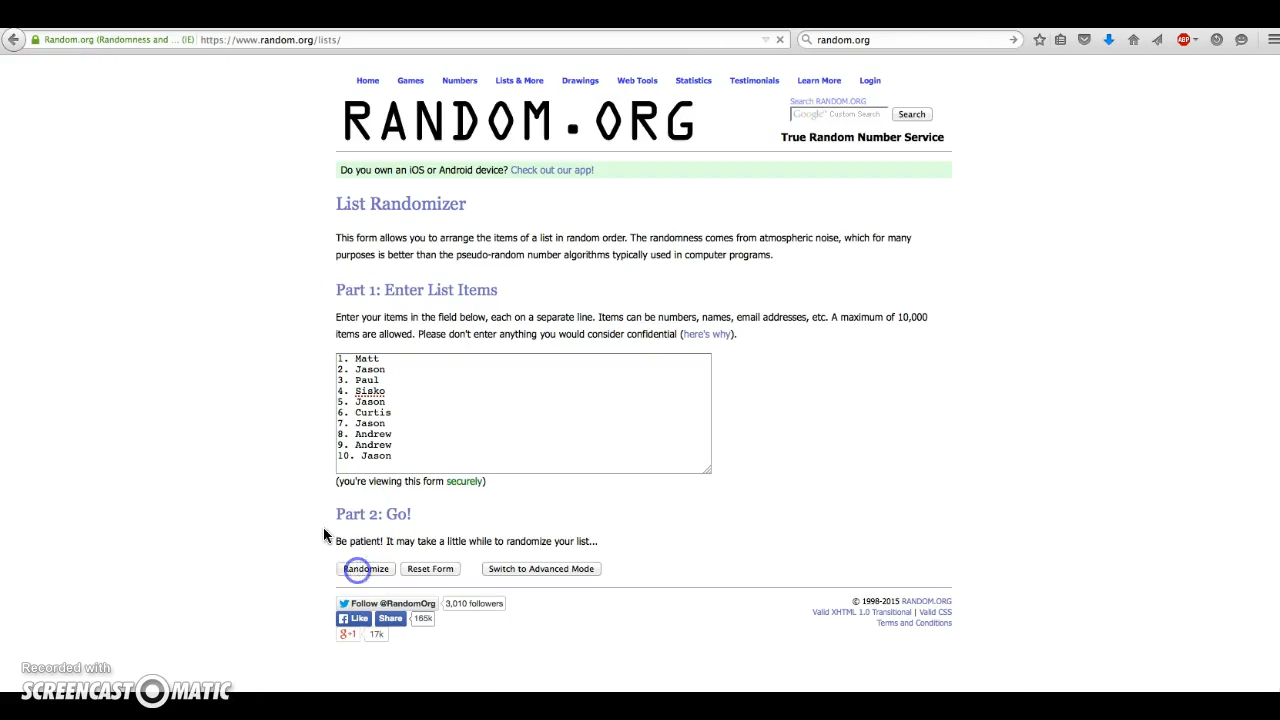 Random.org (Randomness and ... (IE) https://www.random.org/lists/ random.org ABP
Home Games Numbers Lists & More Drawings Web Tools Statistics Testimonials Learn More Login
RANDOM.ORG
Search RANDOM.ORG
Google™ Custom Search Search
True Random Number Service
Do you own an iOS or Android device? Check out our app!
List Randomizer
This form allows you to arrange the items of a list in random order. The randomness comes from atmospheric noise, which for many
purposes is better than the pseudo-random number algorithms typically used in computer programs.
Part 1: Enter List Items
Enter your items in the field below, each on a separate line. Items can be numbers, names, email addresses, etc. A maximum of 10,000
items are allowed. Please don't enter anything you would consider confidential (here's why).
1. Matt
2. Jason
3. Paul
4. Sisko
5. Jason
6. Curtis
7. Jason
8. Andrew
9. Andrew
10. Jason
(you're viewing this form securely)
Part 2: Go!
Be patient! It may take a little while to randomize your list...
Randomize Reset Form Switch to Advanced Mode
Follow @RandomOrg 3,010 followers
Like Share 165k
g+1 17k
© 1998-2015 RANDOM.ORG
Valid XHTML 1.0 Transitional | Valid CSS
Terms and Conditions
Recorded with
SCREENCAST-O-MATIC